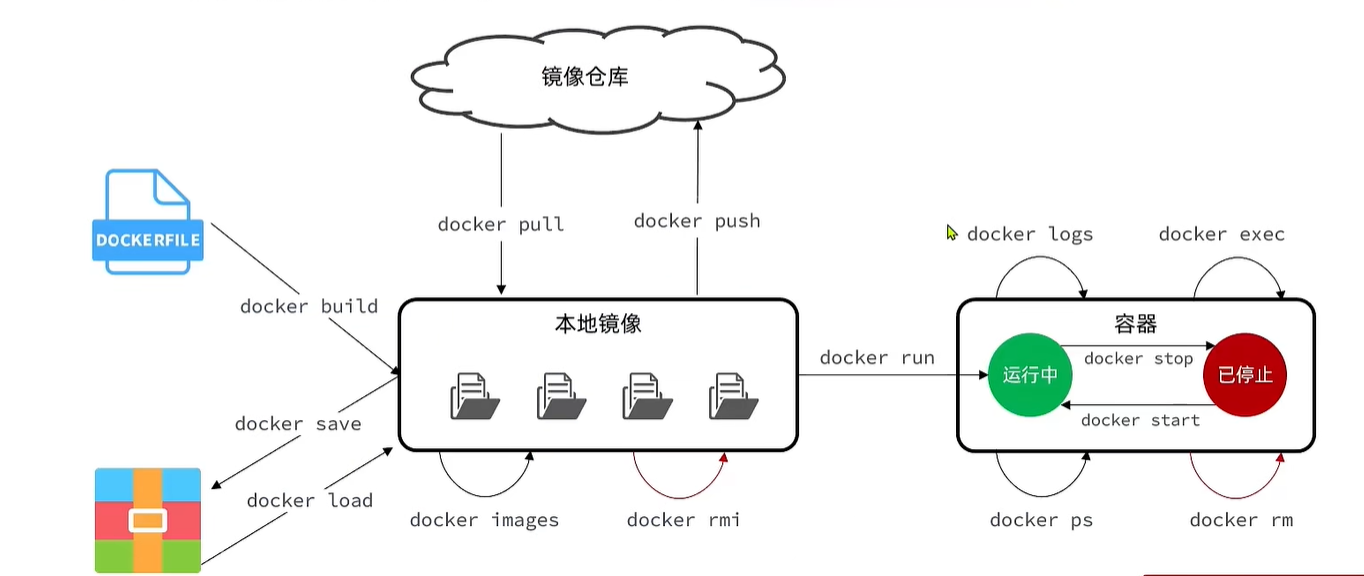 镜像仓库
docker pull
docker push
DOCKERFILE
docker build
docker logs
docker exec
本地镜像
容器
docker run
运行中
docker stop
已停止
docker start
docker save
docker load
docker images
docker rmi
docker ps
docker rm